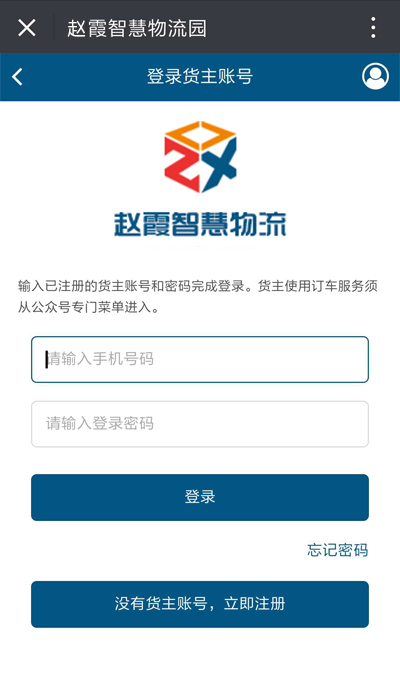 赵霞智慧物流园
登录货主账号
ZX
赵霞智慧物流
输入已注册的货主账号和密码完成登录。货主使用订车服务须
从公众号专门菜单进入。
请输入手机号码
请输入登录密码
登录
忘记密码
没有货主账号，立即注册